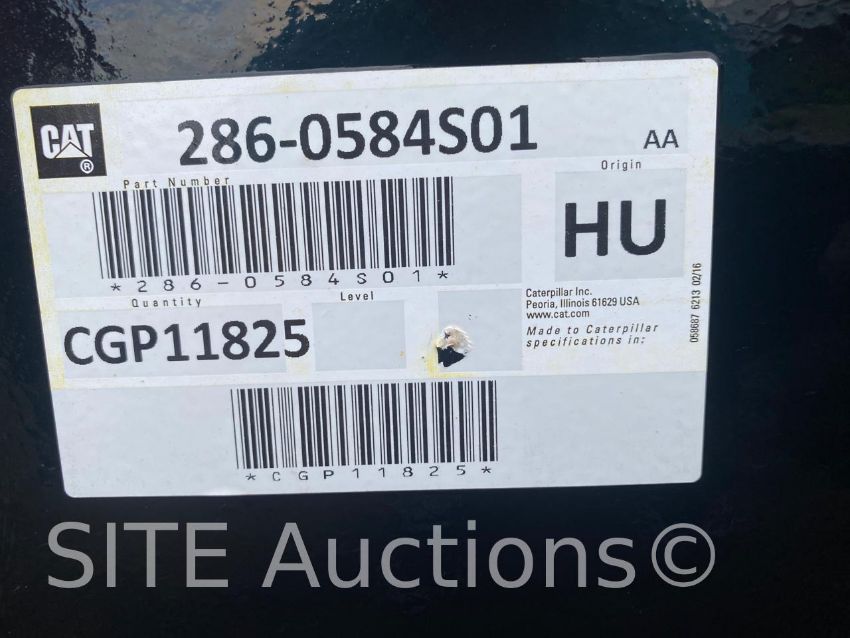 CAT®
286-0584S01
AA
Part Number
Origin
*286-0584S01*
HU
Quantity
Level
CGP11825
Caterpillar Inc.
Peoria, Illinois 61629 USA
www.cat.com
Made to Caterpillar
specifications in:
058687 6213 02/16
*CGP11825*
SITE Auctions©